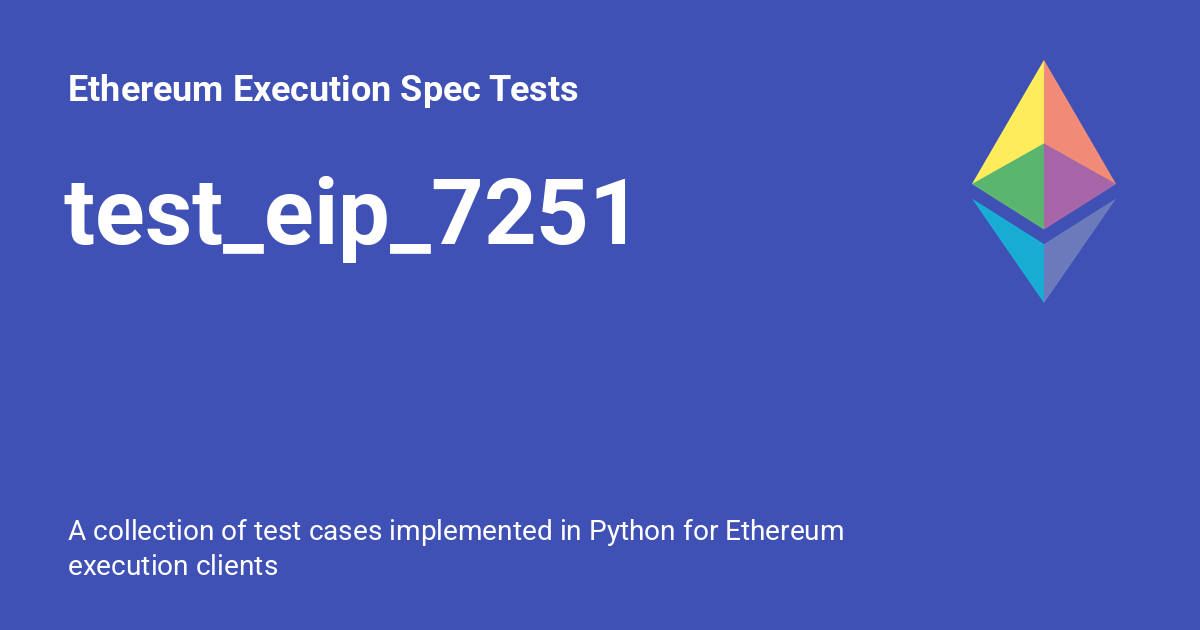 Ethereum Execution Spec Tests
test_eip_7251
A collection of test cases implemented in Python for Ethereum
execution clients